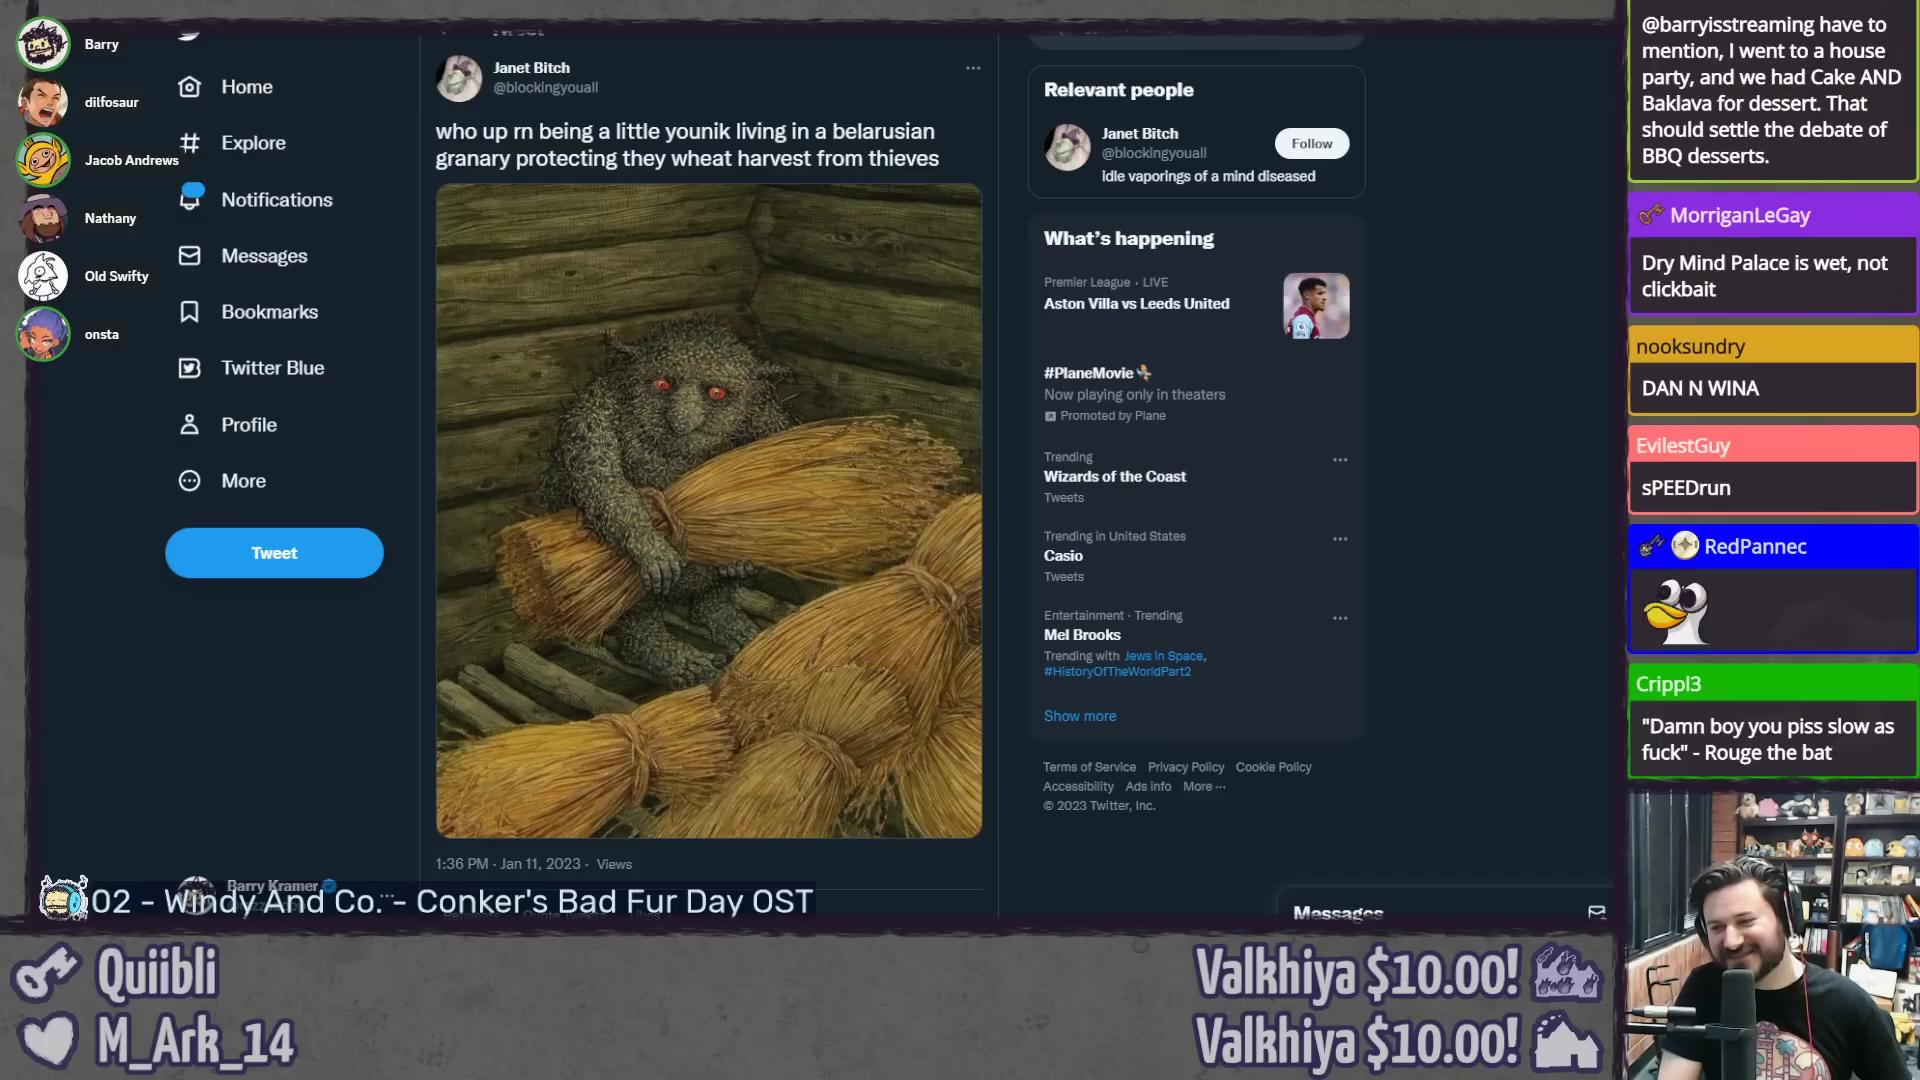 Barry
dilfosaur
Jacob Andrews
Nathany
Old Swifty
onsta
Home
Explore
Notifications
Messages
Bookmarks
Twitter Blue
Profile
More
Tweet
Barry Kramer
Tweet
Janet Bitch
@blockingyouall
who up rn being a little younik living in a belarusian
granary protecting they wheat harvest from thieves
1:36 PM · Jan 11, 2023 · Views
Relevant people
Janet Bitch
@blockingyouall
Follow
idle vaporings of a mind diseased
What's happening
Premier League · LIVE
Aston Villa vs Leeds United
#PlaneMovie
Now playing only in theaters
Promoted by Plane
Trending
Wizards of the Coast
Tweets
Trending in United States
Casio
Tweets
Entertainment · Trending
Mel Brooks
Trending with Jews in Space,
#HistoryOfTheWorldPart2
Show more
Terms of Service Privacy Policy Cookie Policy
Accessibility Ads info More ···
© 2023 Twitter, Inc.
Messages
02 - Windy And Co. - Conker's Bad Fur Day OST
Quiibli
M_Ark_14
Valkhiya $10.00!
Valkhiya $10.00!
@barryisstreaming have to
mention, I went to a house
party, and we had Cake AND
Baklava for dessert. That
should settle the debate of
BBQ desserts.
MorriganLeGay
Dry Mind Palace is wet, not
clickbait
nooksundry
DAN N WINA
EvilestGuy
sPEEDrun
RedPannec
Crippl3
"Damn boy you piss slow as
fuck" - Rouge the bat